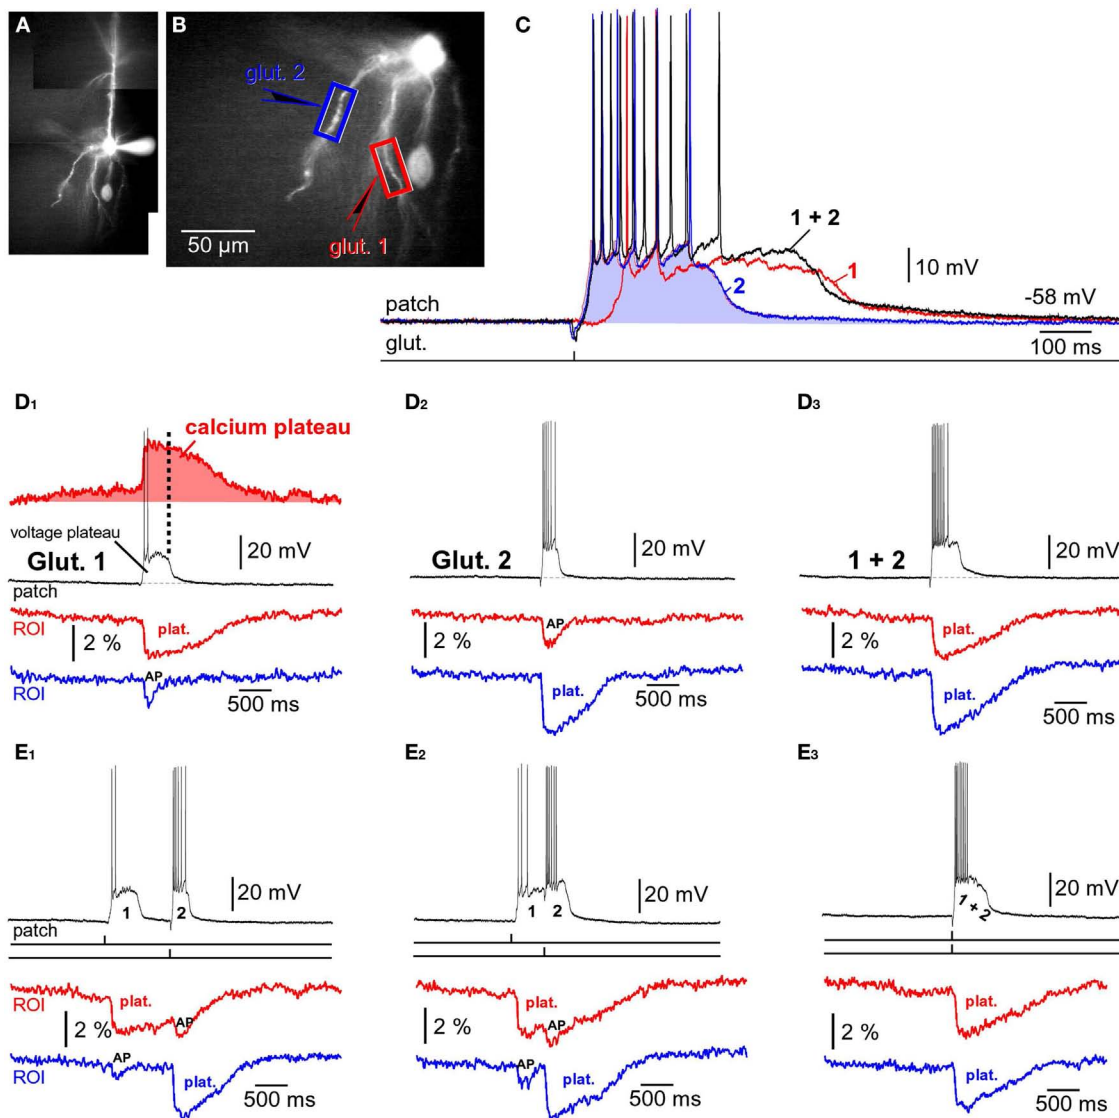 A
B
glut. 2
glut. 1
50 µm
C
1 + 2
1
2
10 mV
patch
-58 mV
glut.
100 ms
D1
calcium plateau
voltage plateau
20 mV
Glut. 1
patch
ROI
plat.
2 %
AP
ROI
500 ms
D2
20 mV
Glut. 2
AP
2 %
plat.
500 ms
D3
20 mV
1 + 2
plat.
2 %
plat.
500 ms
E1
20 mV
1
2
patch
ROI
plat.
AP
2 %
AP
ROI
plat.
500 ms
E2
20 mV
1
2
plat.
AP
2 %
AP
plat.
500 ms
E3
20 mV
1 + 2
plat.
2 %
plat.
500 ms